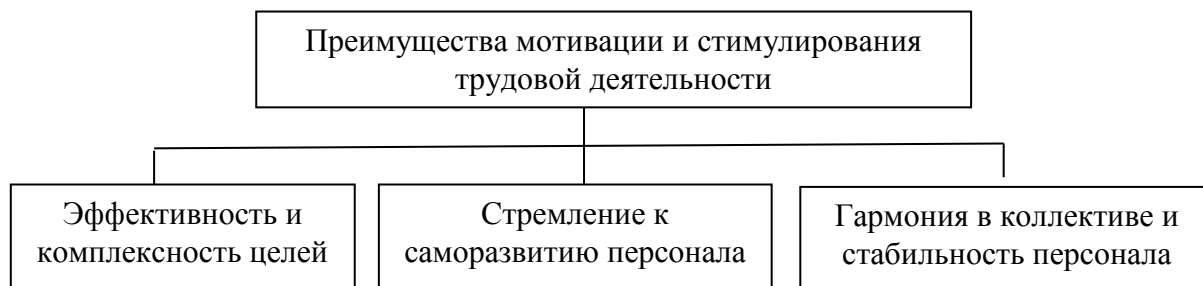 Преимущества мотивации и стимулирования
трудовой деятельности
Эффективность и
комплексность целей
Стремление к
саморазвитию персонала
Гармония в коллективе и
стабильность персонала